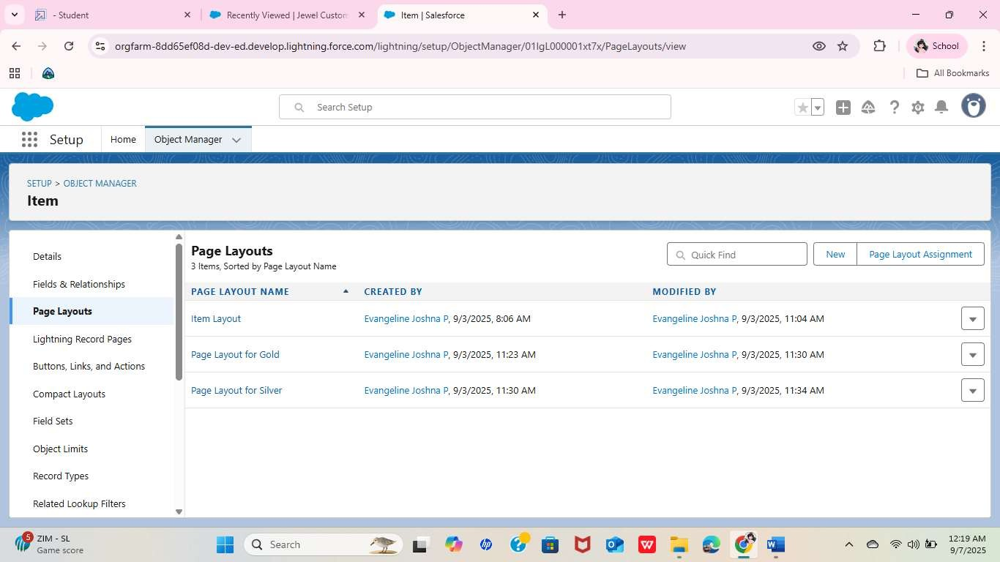 - Student
Recently Viewed | Jewel Custom
Item | Salesforce
orgfarm-8dd65ef08d-dev-ed.develop.lightning.force.com/lightning/setup/ObjectManager/01IgL000001xt7x/PageLayouts/view
School
All Bookmarks
Search Setup
Setup
Home
Object Manager
SETUP > OBJECT MANAGER
Item
Details
Fields & Relationships
Page Layouts
Lightning Record Pages
Buttons, Links, and Actions
Compact Layouts
Field Sets
Object Limits
Record Types
Related Lookup Filters
Page Layouts
3 Items, Sorted by Page Layout Name
Quick Find
New
Page Layout Assignment
PAGE LAYOUT NAME CREATED BY MODIFIED BY
Item Layout Evangeline Joshna P, 9/3/2025, 8:06 AM Evangeline Joshna P, 9/3/2025, 11:04 AM
Page Layout for Gold Evangeline Joshna P, 9/3/2025, 11:23 AM Evangeline Joshna P, 9/3/2025, 11:30 AM
Page Layout for Silver Evangeline Joshna P, 9/3/2025, 11:30 AM Evangeline Joshna P, 9/3/2025, 11:34 AM
5
ZIM - SL
Game score
Search
hp
12:19 AM
9/7/2025